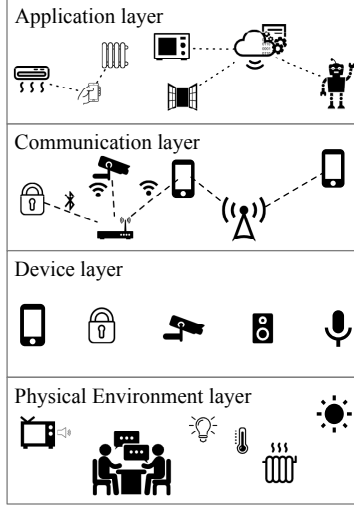 Application layer
Communication layer
Device layer
Physical Environment layer